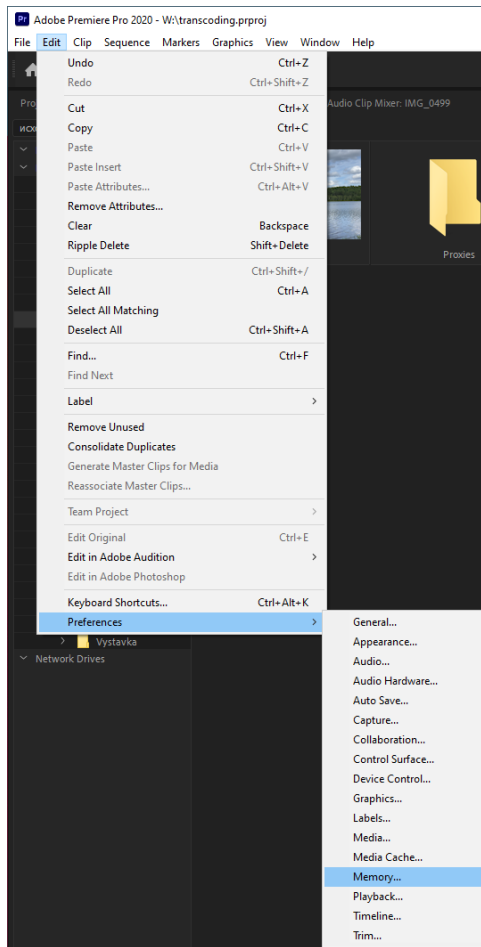 Pr Adobe Premiere Pro 2020 - W:\transcoding.prproj
File Edit Clip Sequence Markers Graphics View Window Help
Undo Ctrl+Z
Redo Ctrl+Shift+Z
Pro
Audio Clip Mixer: IMG_0499
Cut Ctrl+X
исхо
Copy Ctrl+C
Paste Ctrl+V
Paste Insert Ctrl+Shift+V
Paste Attributes... Ctrl+Alt+V
Remove Attributes...
Clear Backspace
Ripple Delete Shift+Delete
Proxies
Duplicate Ctrl+Shift+/
Select All Ctrl+A
Select All Matching
Deselect All Ctrl+Shift+A
Find... Ctrl+F
Find Next
Label
Remove Unused
Consolidate Duplicates
Generate Master Clips for Media
Reassociate Master Clips...
Team Project
Edit Original Ctrl+E
Edit in Adobe Audition
Edit in Adobe Photoshop
Keyboard Shortcuts... Ctrl+Alt+K
Preferences
Vystavka
Network Drives
General...
Appearance...
Audio...
Audio Hardware...
Auto Save...
Capture...
Collaboration...
Control Surface...
Device Control...
Graphics...
Labels...
Media...
Media Cache...
Memory...
Playback...
Timeline...
Trim...